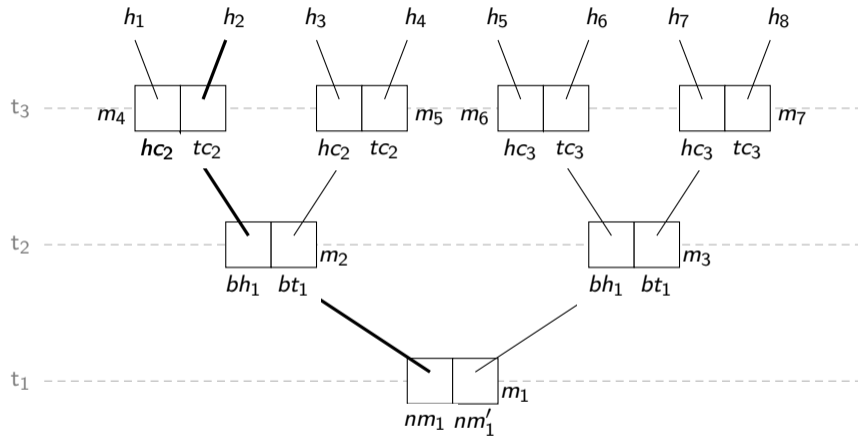 h₁ h₂ h₃ h₄ h₅ h₆ h₇ h₈
t₃ m₄ m₅ m₆ m₇
hc₂ tc₂ hc₂ tc₂ hc₃ tc₃ hc₃ tc₃
t₂ m₂ m₃
bh₁ bt₁ bh₁ bt₁
t₁ m₁
nm₁ nm′₁